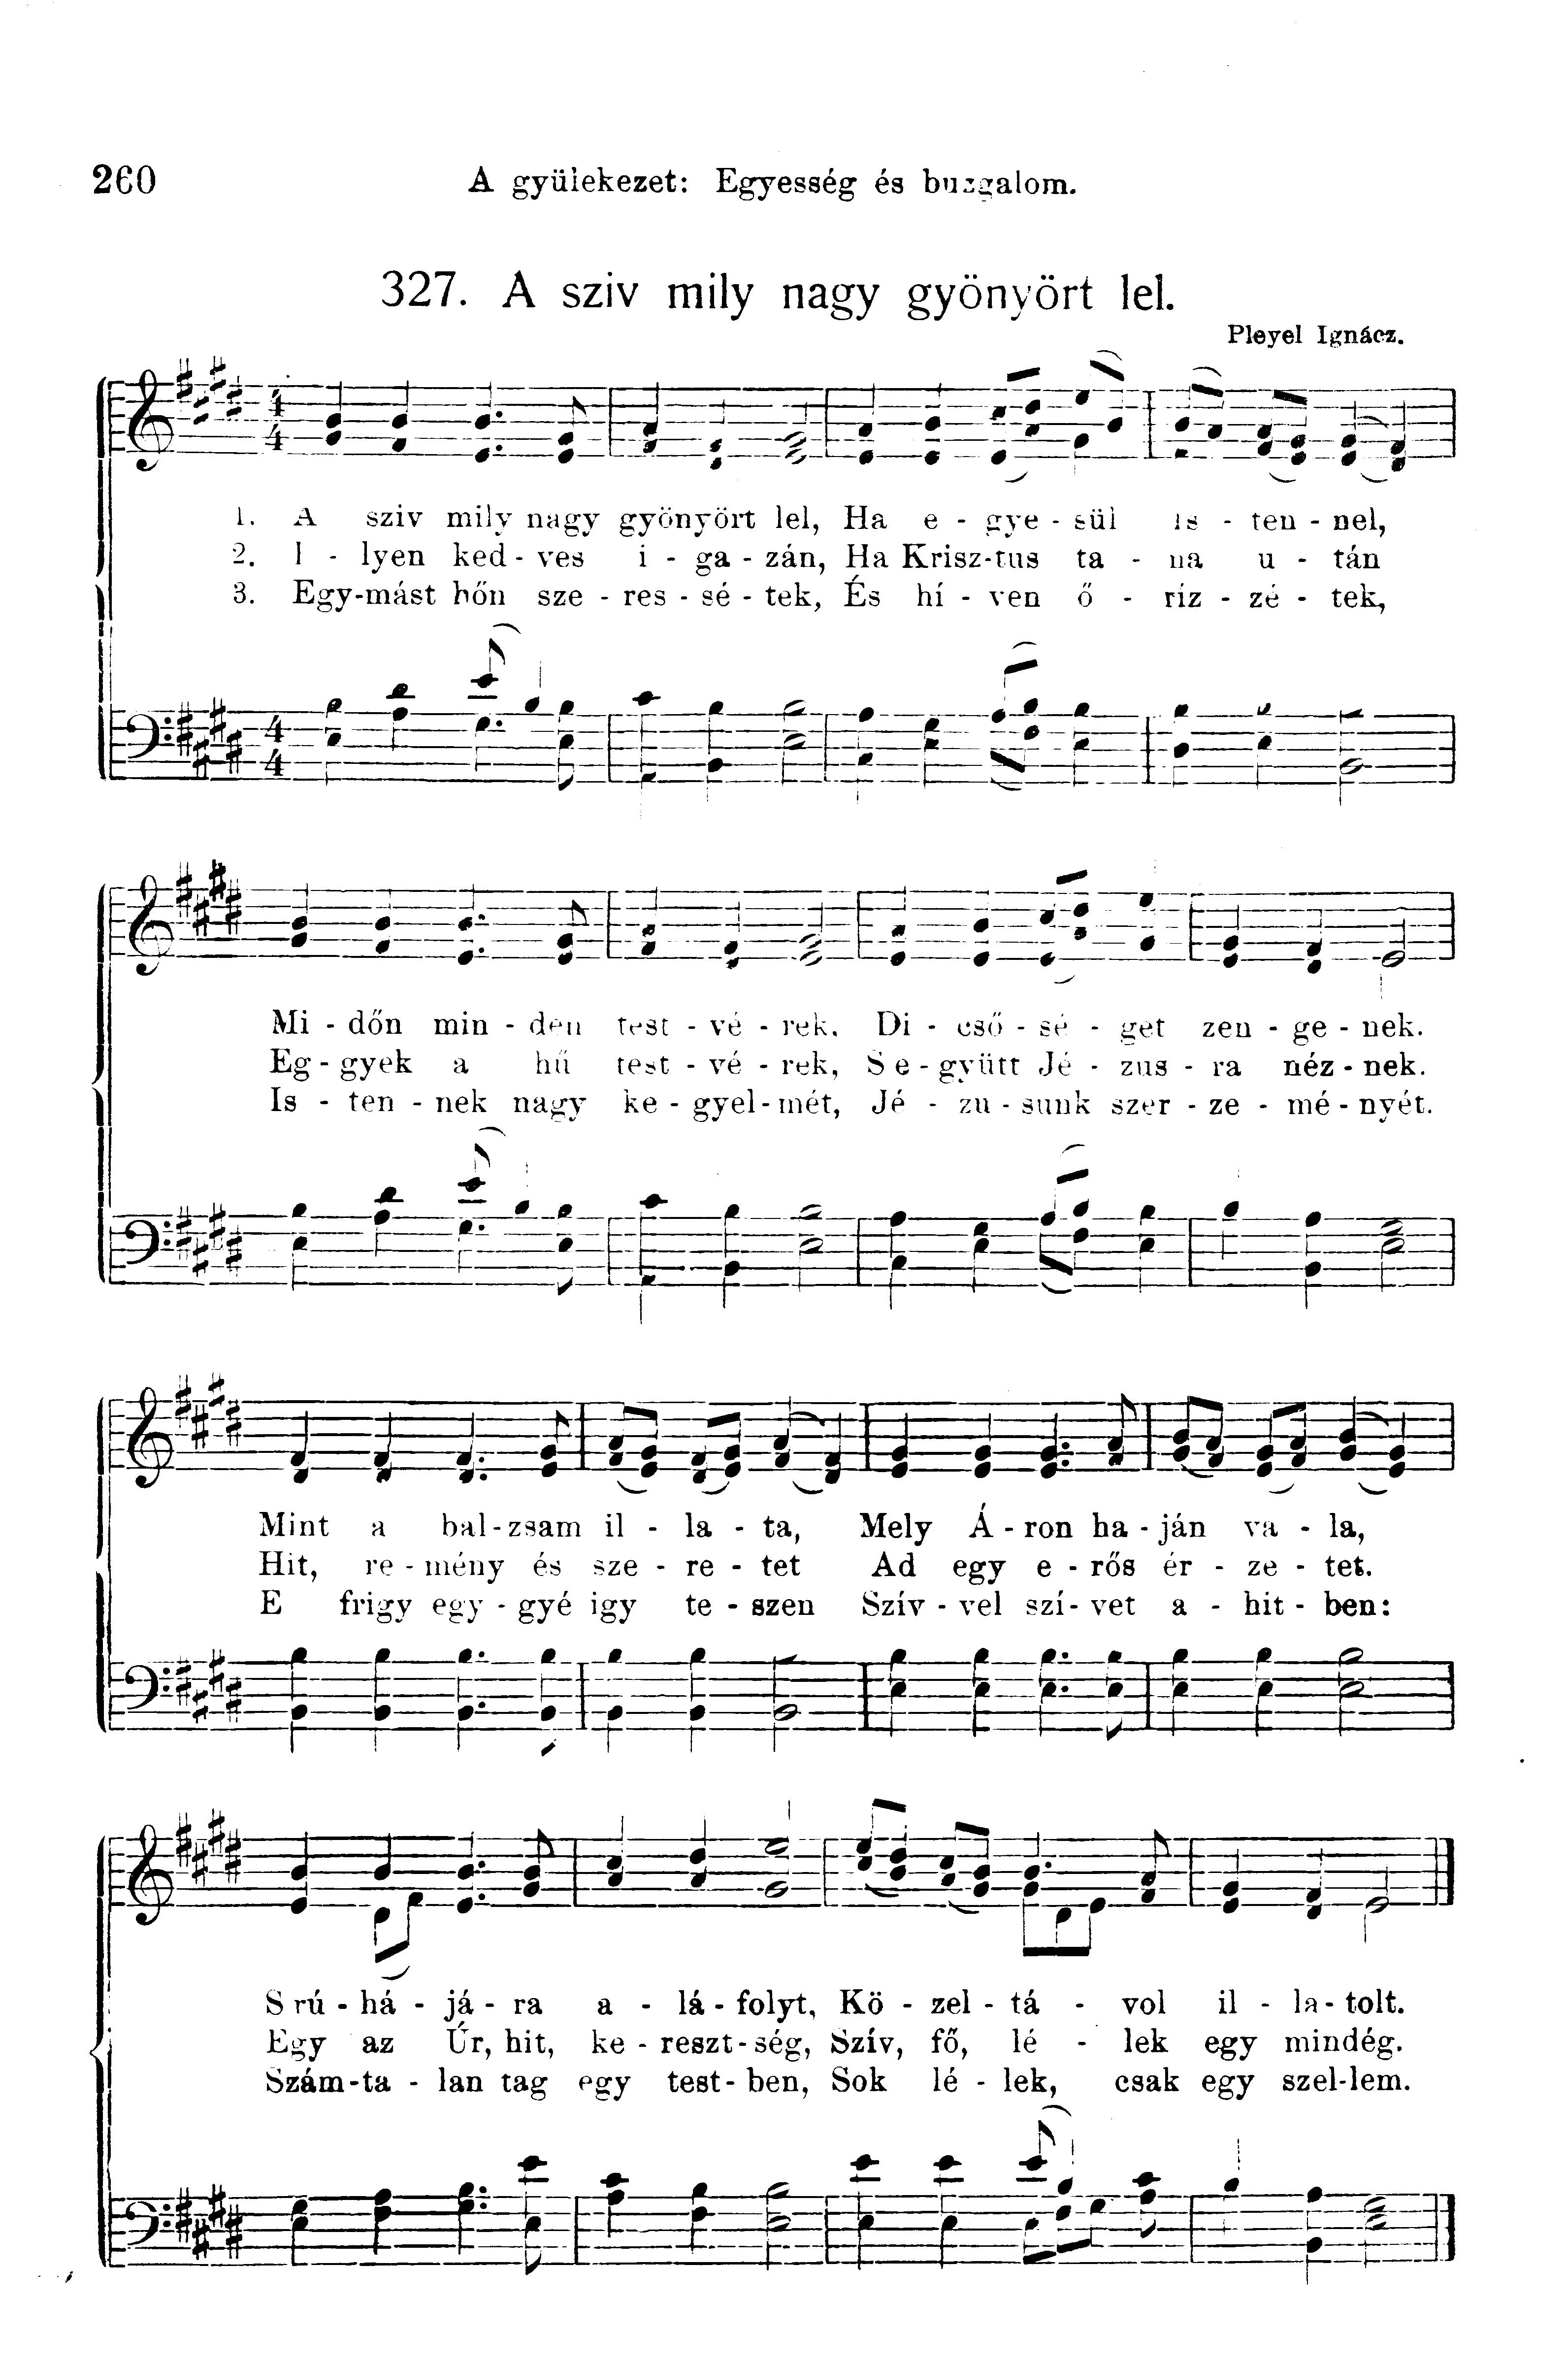 260
A gyülekezet: Egyesség és buzgalom.
327. A sziv mily nagy gyönyört lel.
Pleyel Ignácz.
1. A sziv mily nagy gyönyört lel, Ha e - gye - sül Is - ten - nel,
2. I - lyen ked - ves i - ga - zán, Ha Krisz-tus ta - na u - tán
3. Egy-mást hőn sze - res - sé - tek, És hí - ven ő - riz - zé - tek,
Mi - dőn min - den test - vé - rek. Di - cső - sé - get zen - ge - nek.
Eg - gyek a hű test - vé - rek, S e - gyütt Jé - zus - ra néz - nek.
Is - ten - nek nagy ke - gyel - mét, Jé - zu - sunk szer - ze - mé - nyét.
Mint a bal-zsam il - la - ta, Mely Á - ron ha - ján va - la,
Hit, re - mény és sze - re - tet Ad egy e - rős ér - ze - tet.
E frigy egy - gyé igy te - szen Szív - vel szí - vet a - hit - ben:
S rú - há - já - ra a - lá - folyt, Kö - zel - tá - vol il - la - tolt.
Egy az Úr, hit, ke - reszt - ség, Szív, fő, lé - lek egy mindég.
Szám-ta - lan tag egy test - ben, Sok lé - lek, csak egy szel-lem.